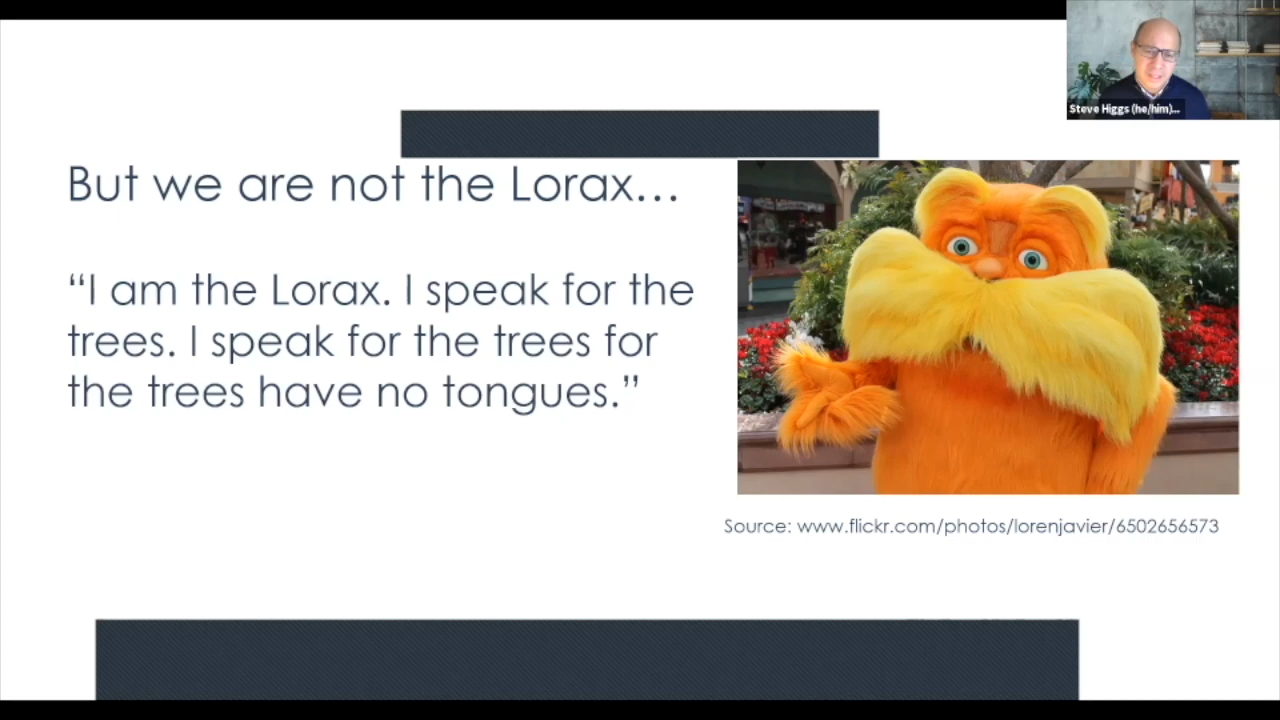 Steve Higgs (he/him)...
But we are not the Lorax...
“I am the Lorax. I speak for the
trees. I speak for the trees for
the trees have no tongues.”
Source: www.flickr.com/photos/lorenjavier/6502656573